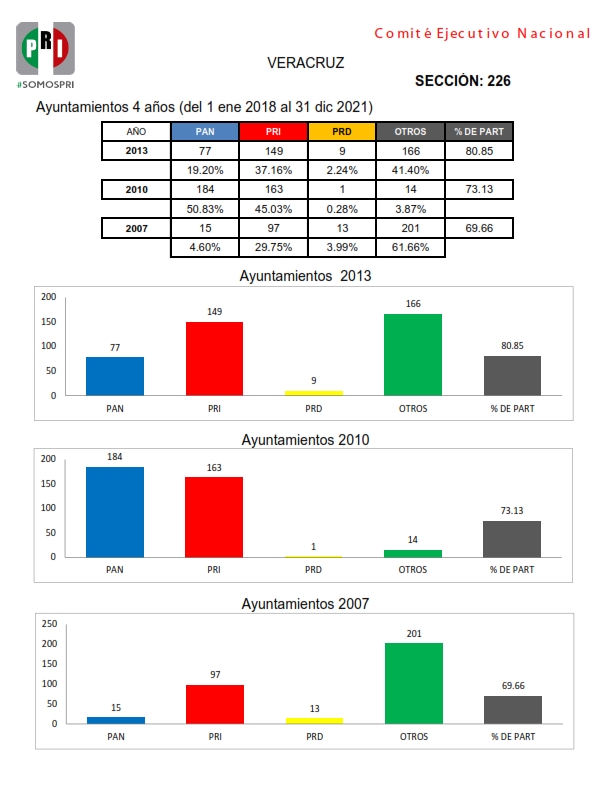 PRI
#SOMOSPRI
Comité Ejecutivo Nacional
VERACRUZ
SECCIÓN: 226
Ayuntamientos 4 años (del 1 ene 2018 al 31 dic 2021)
AÑO PAN PRI PRD OTROS % DE PART
2013 77 149 9 166 80.85
19.20% 37.16% 2.24% 41.40%
2010 184 163 1 14 73.13
50.83% 45.03% 0.28% 3.87%
2007 15 97 13 201 69.66
4.60% 29.75% 3.99% 61.66%
Ayuntamientos 2013
200
150
100
50
0
77 149 9 166 80.85
PAN PRI PRD OTROS % DE PART
Ayuntamientos 2010
200
150
100
50
0
184 163 1 14 73.13
PAN PRI PRD OTROS % DE PART
Ayuntamientos 2007
250
200
150
100
50
0
15 97 13 201 69.66
PAN PRI PRD OTROS % DE PART